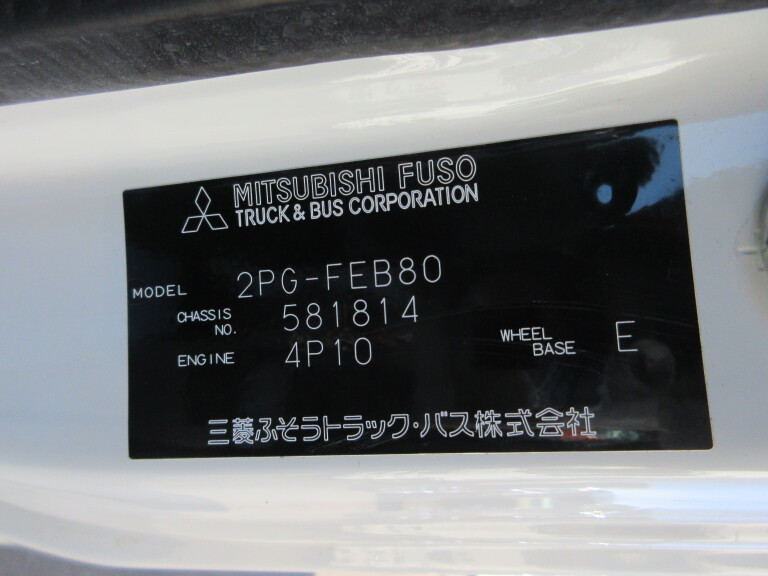 MITSUBISHI FUSO
TRUCK & BUS CORPORATION
MODEL 2PG-FEB80
CHASSIS NO. 581814
ENGINE 4P10 WHEEL BASE E
三菱ふそうトラック・バス株式会社